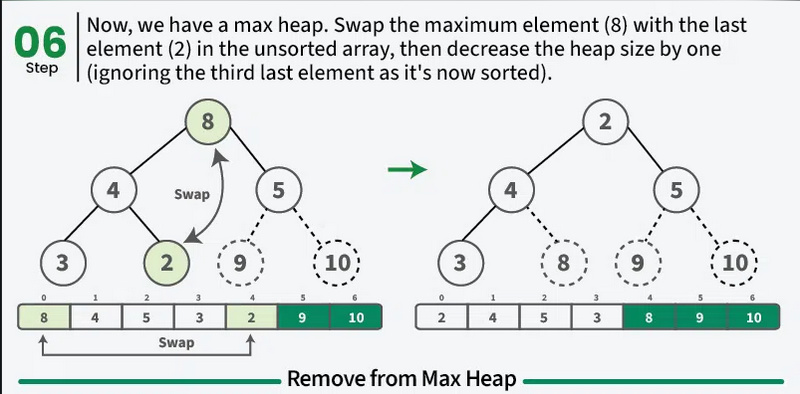 06
Step
Now, we have a max heap. Swap the maximum element (8) with the last
element (2) in the unsorted array, then decrease the heap size by one
(ignoring the third last element as it's now sorted).
8
4
5
Swap
3
2
9
10
0 1 2 3 4 5 6
8 4 5 3 2 9 10
Swap
2
4
5
3
8
9
10
0 1 2 3 4 5 6
2 4 5 3 8 9 10
Remove from Max Heap